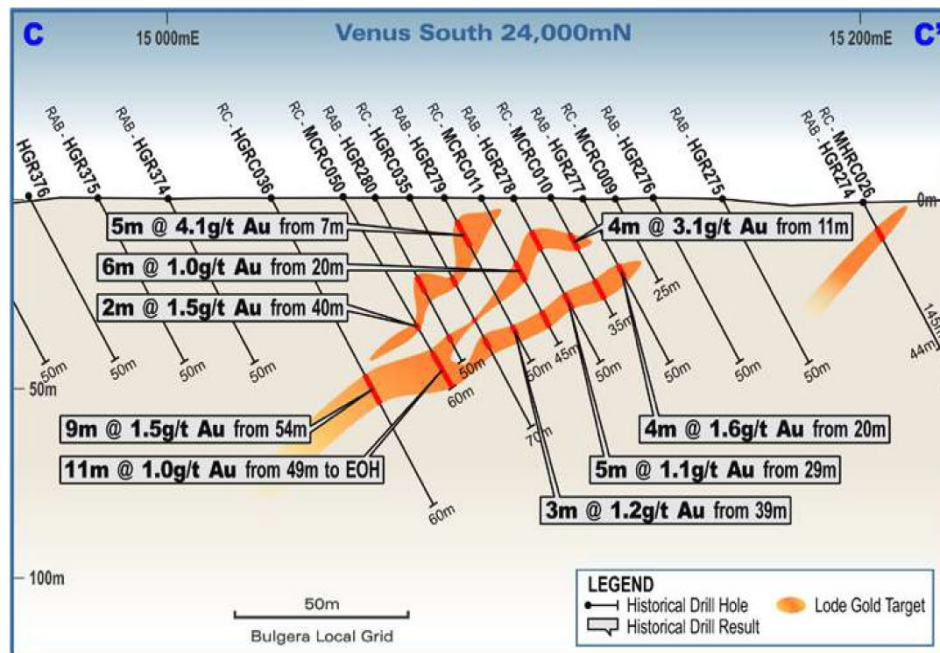 C
15 000mE
Venus South 24,000mN
15 200mE
C'
HGR376
RAB - HGR375
RAB - HGR374
RC - HGRC036
RC - MCRC050
RAB - HGR280
RC - HGRC035
RAB - HGR279
RC - MCRC011
RAB - HGR278
RC - MCRC010
RAB - HGR277
RC - MCRC009
RAB - HGR276
RAB - HGR275
RC - MHRC026
RAB - HGR274
0m
5m @ 4.1g/t Au from 7m
4m @ 3.1g/t Au from 11m
6m @ 1.0g/t Au from 20m
2m @ 1.5g/t Au from 40m
25m
35m
145m
44m
50m
50m
50m
50m
50m
60m
50m
45m
50m
50m
50m
50m
50m
70m
9m @ 1.5g/t Au from 54m
4m @ 1.6g/t Au from 20m
11m @ 1.0g/t Au from 49m to EOH
5m @ 1.1g/t Au from 29m
60m
3m @ 1.2g/t Au from 39m
100m
50m
Bulgera Local Grid
LEGEND
Historical Drill Hole
Lode Gold Target
Historical Drill Result